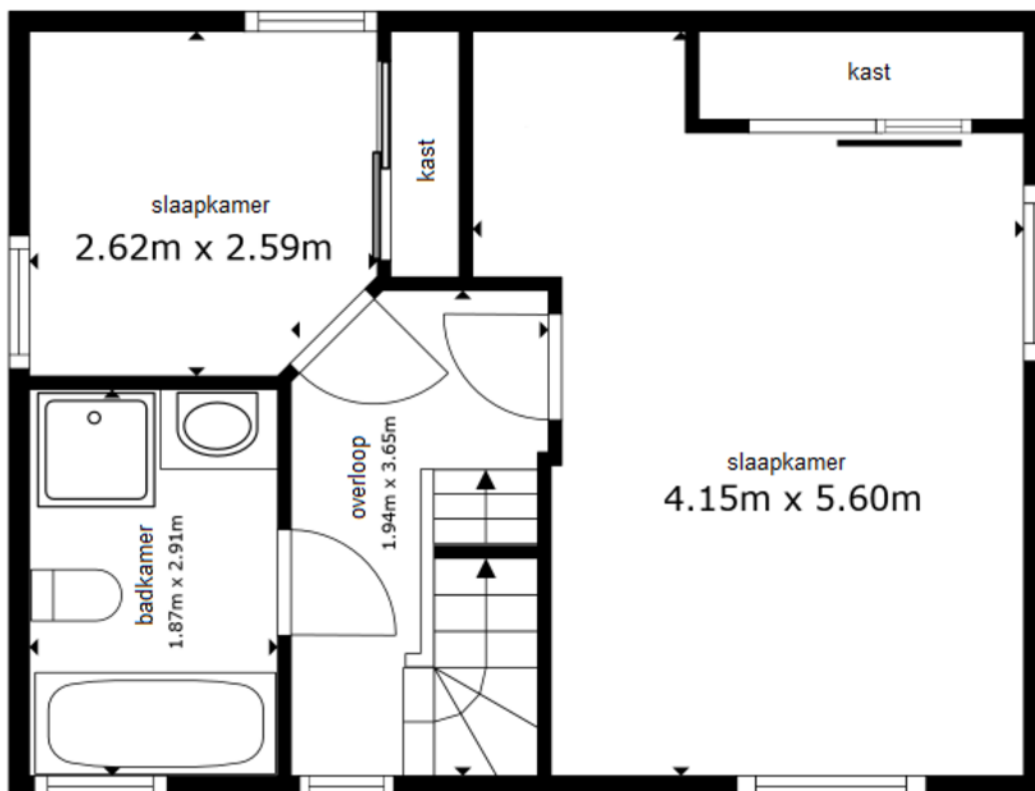 kast
kast
slaapkamer
2.62m x 2.59m
overloop
1.94m x 3.65m
slaapkamer
4.15m x 5.60m
badkamer
1.87m x 2.91m